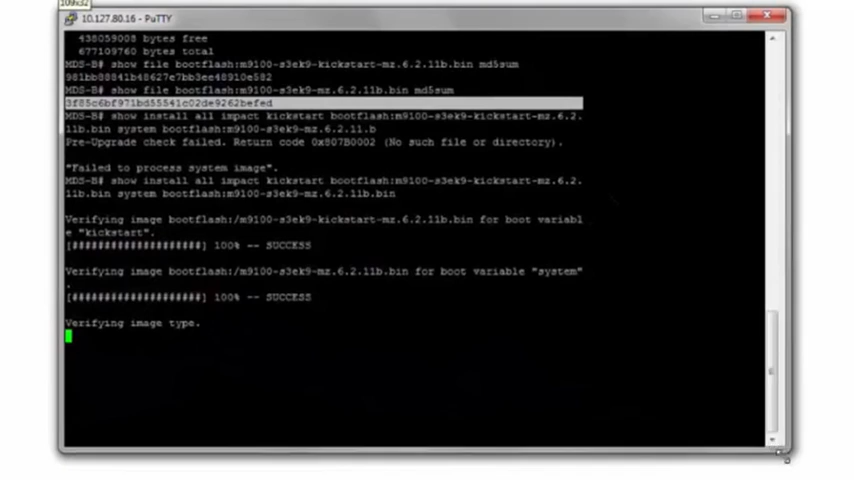 109x32
10.127.80.16 - PuTTY
438059008 bytes free
677109760 bytes total
MDS-B# show file bootflash:m9100-s3ek9-kickstart-mz.6.2.11b.bin md5sum
981bb88841b48627e7bb3ee48910e582
MDS-B# show file bootflash:m9100-s3ek9-mz.6.2.11b.bin md5sum
3f85c6bf971bd55541c02de9262befed
MDS-B# show install all impact kickstart bootflash:m9100-s3ek9-kickstart-mz.6.2.
11b.bin system bootflash:m9100-s3ek9-mz.6.2.11.b
Pre-Upgrade check failed. Return code 0x807B0002 (No such file or directory).
"Failed to process system image".
MDS-B# show install all impact kickstart bootflash:m9100-s3ek9-kickstart-mz.6.2.
11b.bin system bootflash:m9100-s3ek9-mz.6.2.11b.bin
Verifying image bootflash:/m9100-s3ek9-kickstart-mz.6.2.11b.bin for boot variabl
e "kickstart".
[####################] 100% -- SUCCESS
Verifying image bootflash:/m9100-s3ek9-mz.6.2.11b.bin for boot variable "system"
.
[####################] 100% -- SUCCESS
Verifying image type.